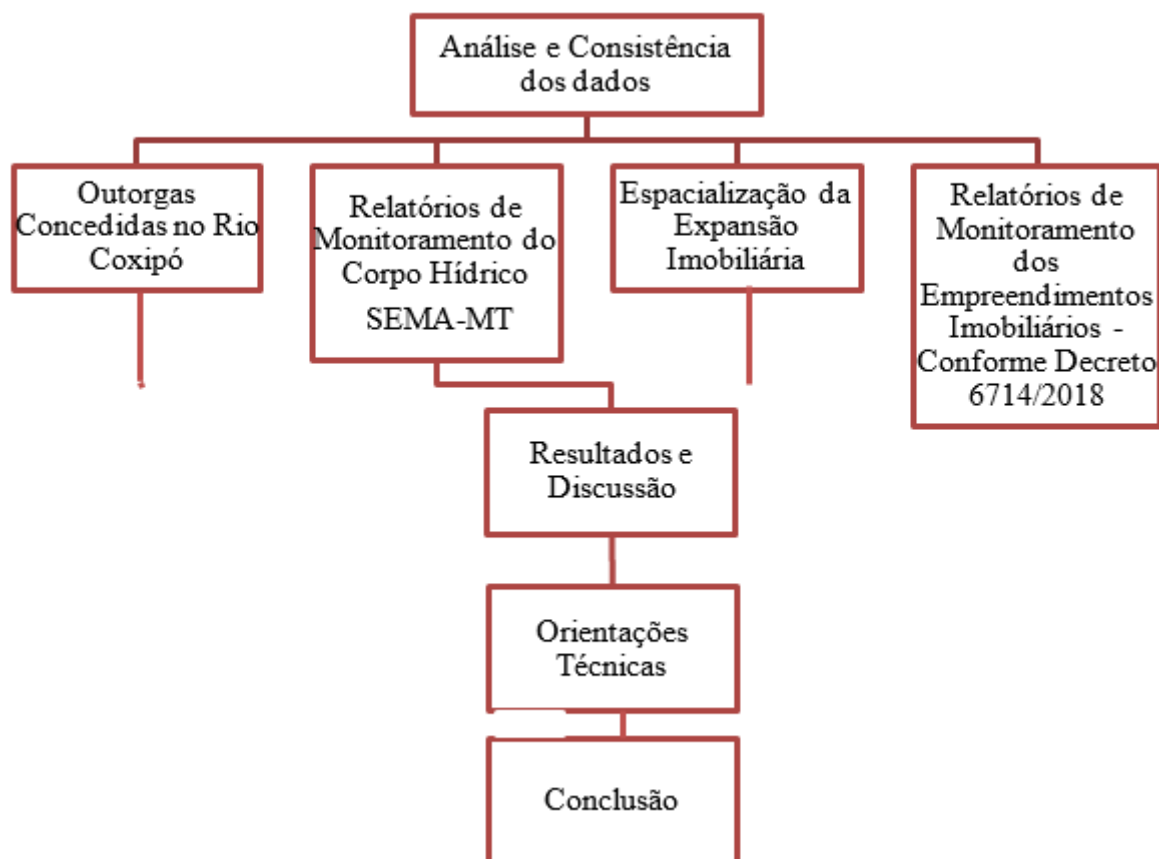 Análise e Consistência
dos dados
Outorgas
Concedidas no Rio
Coxipó
Relatórios de
Monitoramento do
Corpo Hídrico
SEMA-MT
Espacialização da
Expansão
Imobiliária
Relatórios de
Monitoramento
dos
Empreendimentos
Imobiliários -
Conforme Decreto
6714/2018
Resultados e
Discussão
Orientações
Técnicas
Conclusão